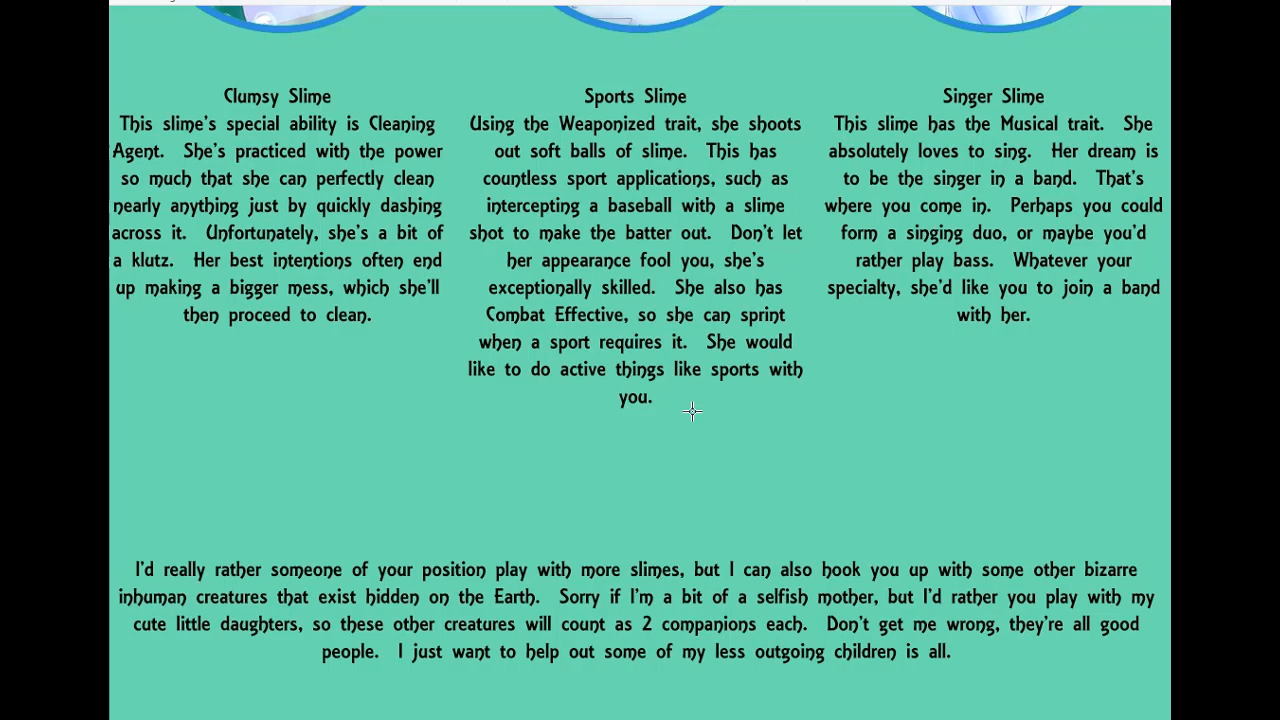 Clumsy Slime
This slime's special ability is Cleaning
Agent. She's practiced with the power
so much that she can perfectly clean
nearly anything just by quickly dashing
across it. Unfortunately, she's a bit of
a klutz. Her best intentions often end
up making a bigger mess, which she'll
then proceed to clean.
Sports Slime
Using the Weaponized trait, she shoots
out soft balls of slime. This has
countless sport applications, such as
intercepting a baseball with a slime
shot to make the batter out. Don't let
her appearance fool you, she's
exceptionally skilled. She also has
Combat Effective, so she can sprint
when a sport requires it. She would
like to do active things like sports with
you.
Singer Slime
This slime has the Musical trait. She
absolutely loves to sing. Her dream is
to be the singer in a band. That's
where you come in. Perhaps you could
form a singing duo, or maybe you'd
rather play bass. Whatever your
specialty, she'd like you to join a band
with her.
I'd really rather someone of your position play with more slimes, but I can also hook you up with some other bizarre
inhuman creatures that exist hidden on the Earth. Sorry if I'm a bit of a selfish mother, but I'd rather you play with my
cute little daughters, so these other creatures will count as 2 companions each. Don't get me wrong, they're all good
people. I just want to help out some of my less outgoing children is all.